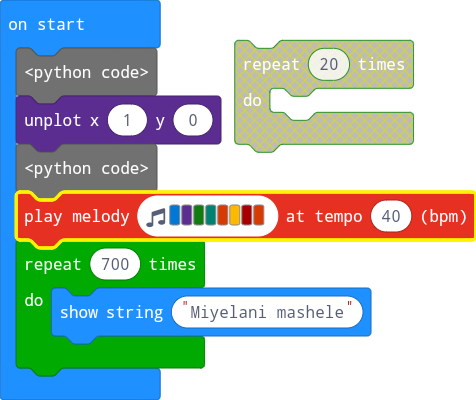 on start
<python code>
unplot x 1 y 0
<python code>
play melody at tempo 40 (bpm)
repeat 700 times
do
show string "Miyelani mashele"
repeat 20 times
do